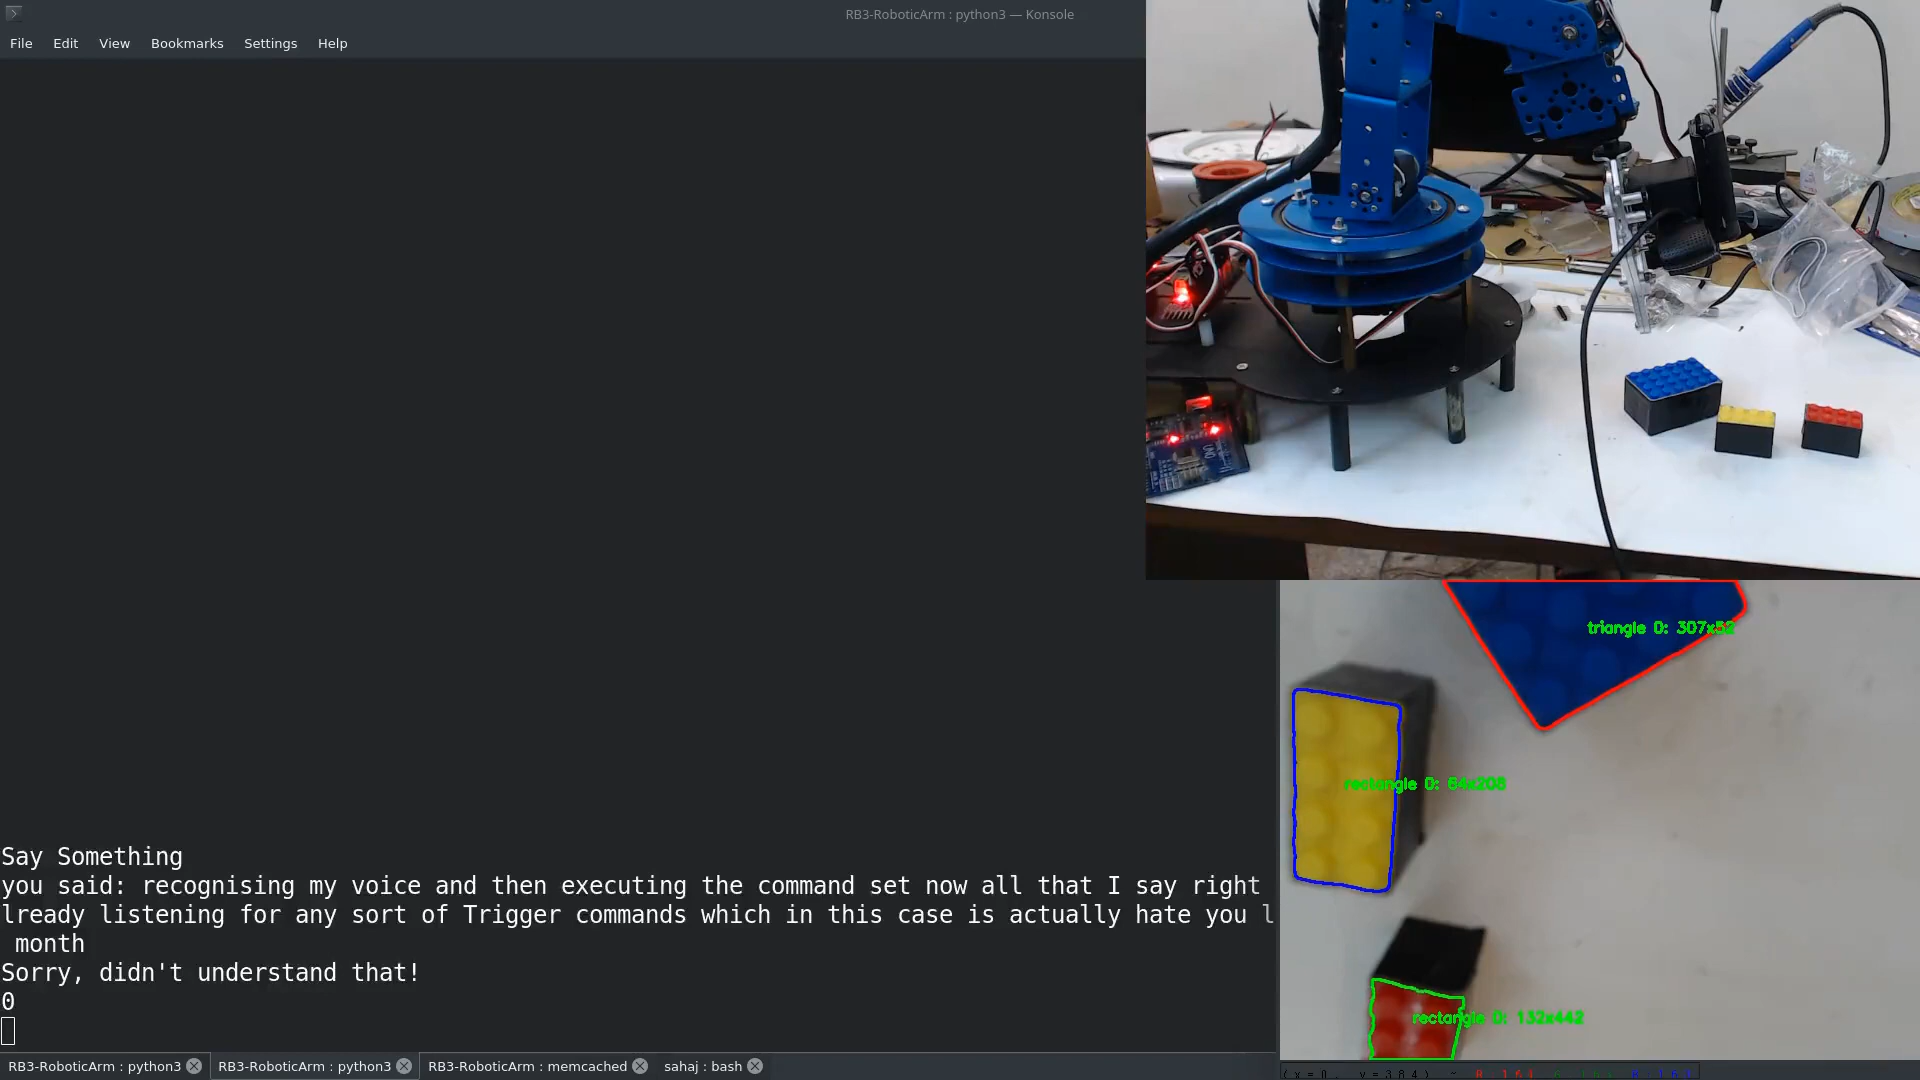 RB3-RoboticArm : python3 — Konsole
File Edit View Bookmarks Settings Help
triangle 0: 307x52
rectangle 0: 64x208
Say Something
you said: recognising my voice and then executing the command set now all that I say right
lready listening for any sort of Trigger commands which in this case is actually hate you l
month
Sorry, didn't understand that!
0
rectangle 0: 132x442
RB3-RoboticArm : python3 RB3-RoboticArm : python3 RB3-RoboticArm : memcached sahaj : bash
(x=0, y=384) ~